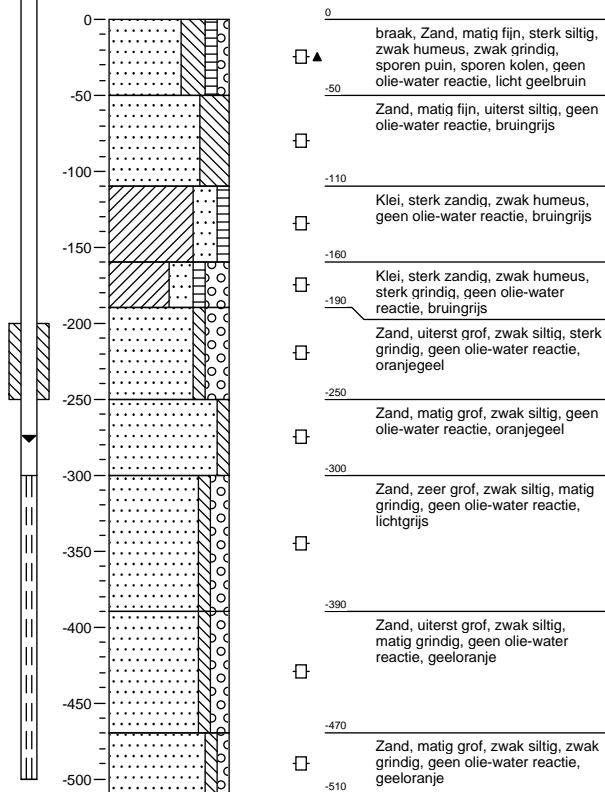 0
-50
-100
-150
-200
-250
-300
-350
-400
-450
-500
0
braak, Zand, matig fijn, sterk siltig,
zwak humeus, zwak grindig,
sporen puin, sporen kolen, geen
olie-water reactie, licht geelbruin
-50
Zand, matig fijn, uiterst siltig, geen
olie-water reactie, bruingrijs
-110
Klei, sterk zandig, zwak humeus,
geen olie-water reactie, bruingrijs
-160
Klei, sterk zandig, zwak humeus,
sterk grindig, geen olie-water
reactie, bruingrijs
-190
Zand, uiterst grof, zwak siltig, sterk
grindig, geen olie-water reactie,
oranjegeel
-250
Zand, matig grof, zwak siltig, geen
olie-water reactie, oranjegeel
-300
Zand, zeer grof, zwak siltig, matig
grindig, geen olie-water reactie,
lichtgrijs
-390
Zand, uiterst grof, zwak siltig,
matig grindig, geen olie-water
reactie, geeloranje
-470
Zand, matig grof, zwak siltig, zwak
grindig, geen olie-water reactie,
geeloranje
-510